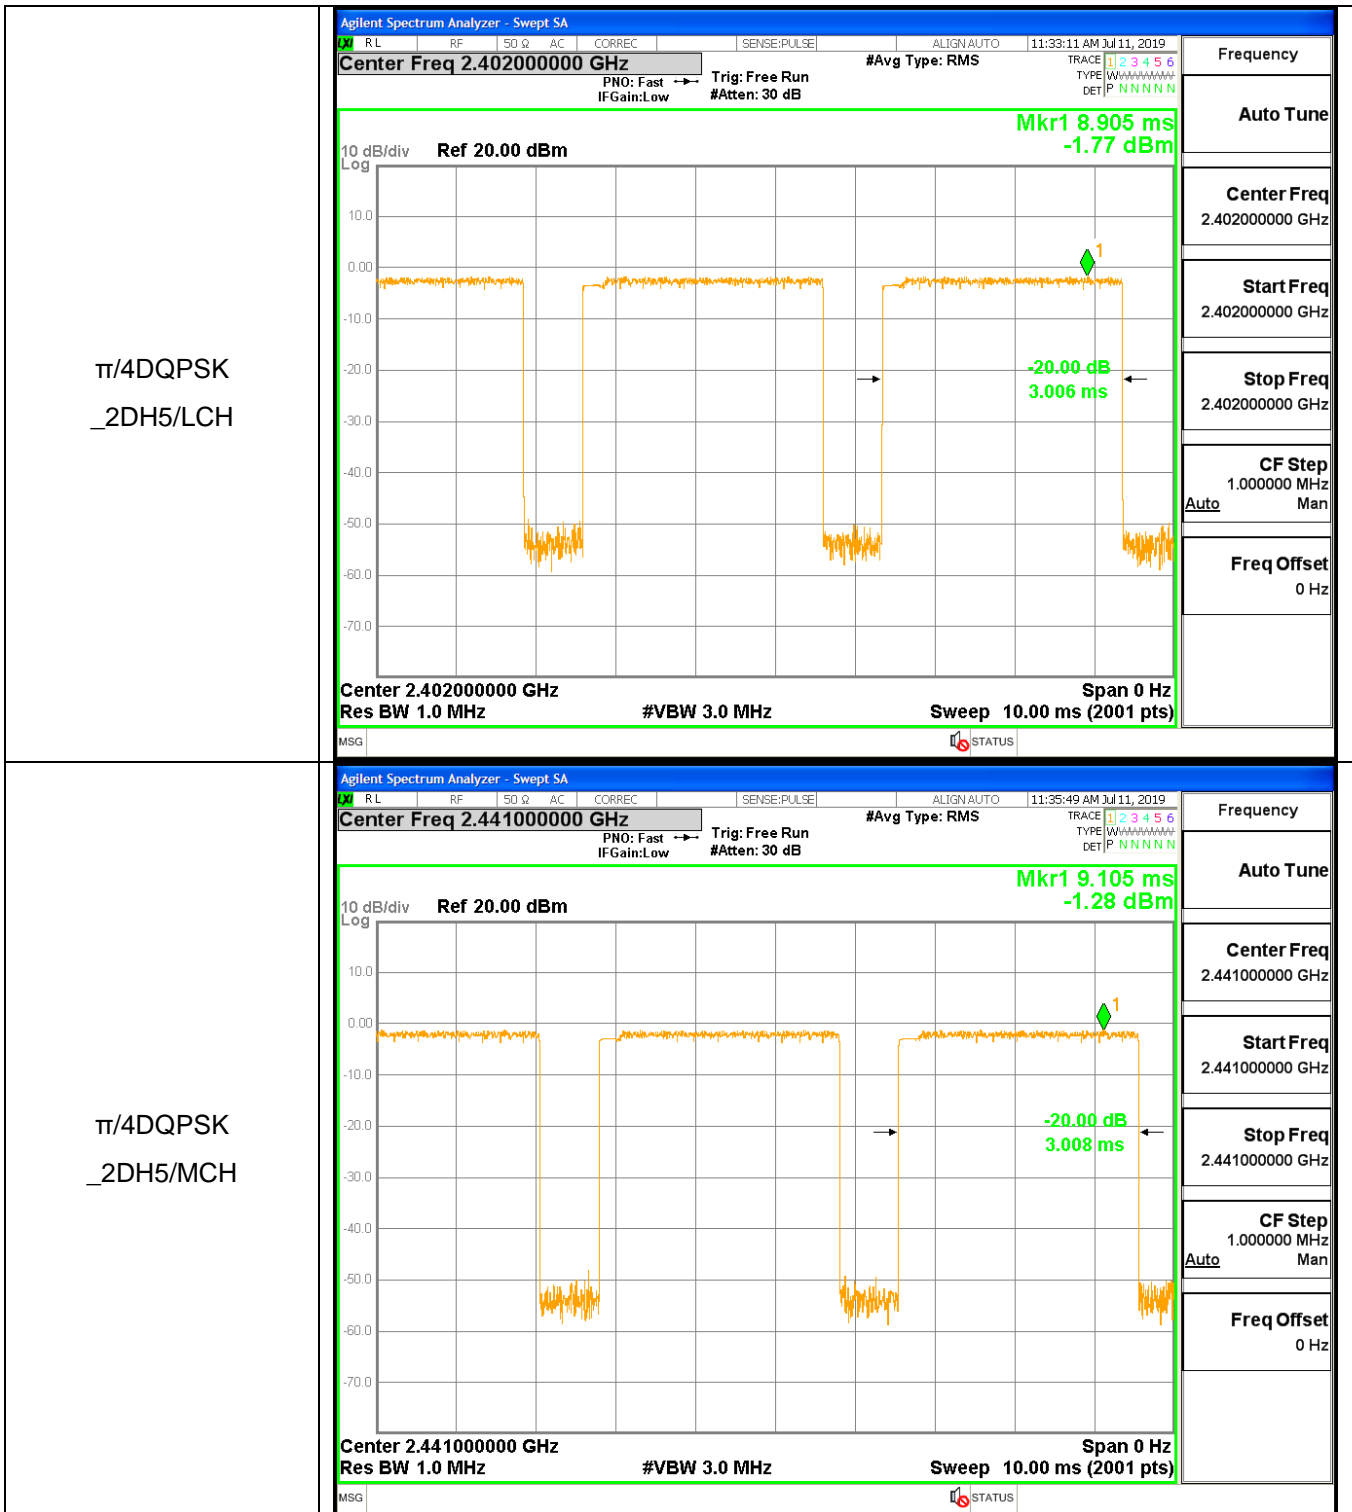 π/4DQPSK
_2DH5/LCH
Agilent Spectrum Analyzer - Swept SA
LXI RL RF 50 Ω AC CORREC SENSE:PULSE ALIGN AUTO 11:33:11 AM Jul 11, 2019
Center Freq 2.402000000 GHz
PNO: Fast
IFGain:Low
Trig: Free Run
#Atten: 30 dB
#Avg Type: RMS
TRACE 1 2 3 4 5 6
TYPE WWWWWWW
DET P N N N N N
Mkr1 8.905 ms
-1.77 dBm
10 dB/div Ref 20.00 dBm
Log
10.0
0.00
-10.0
-20.0
-30.0
-40.0
-50.0
-60.0
-70.0
1
-20.00 dB
3.006 ms
Center 2.402000000 GHz Span 0 Hz
Res BW 1.0 MHz #VBW 3.0 MHz Sweep 10.00 ms (2001 pts)
MSG STATUS
Frequency
Auto Tune
Center Freq
2.402000000 GHz
Start Freq
2.402000000 GHz
Stop Freq
2.402000000 GHz
CF Step
1.000000 MHz
Auto Man
Freq Offset
0 Hz
π/4DQPSK
_2DH5/MCH
Agilent Spectrum Analyzer - Swept SA
LXI RL RF 50 Ω AC CORREC SENSE:PULSE ALIGN AUTO 11:35:49 AM Jul 11, 2019
Center Freq 2.441000000 GHz
PNO: Fast
IFGain:Low
Trig: Free Run
#Atten: 30 dB
#Avg Type: RMS
TRACE 1 2 3 4 5 6
TYPE WWWWWWW
DET P N N N N N
Mkr1 9.105 ms
-1.28 dBm
10 dB/div Ref 20.00 dBm
Log
10.0
0.00
-10.0
-20.0
-30.0
-40.0
-50.0
-60.0
-70.0
1
-20.00 dB
3.008 ms
Center 2.441000000 GHz Span 0 Hz
Res BW 1.0 MHz #VBW 3.0 MHz Sweep 10.00 ms (2001 pts)
MSG STATUS
Frequency
Auto Tune
Center Freq
2.441000000 GHz
Start Freq
2.441000000 GHz
Stop Freq
2.441000000 GHz
CF Step
1.000000 MHz
Auto Man
Freq Offset
0 Hz